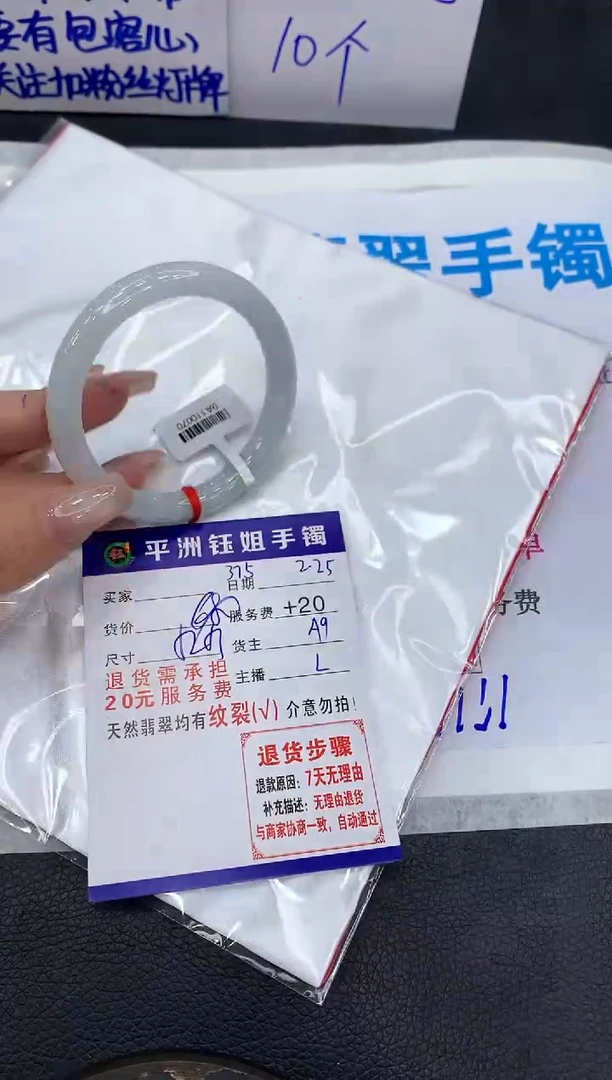 要有包磨心、
关注加粉丝灯牌
10个
翠手镯
0A110070
钰
平洲钰姐手镯
买家 375 日期 2-25
货价 服务费 +20
尺寸 货主 A9
退货需承担 主播 L
20元服务费
天然翡翠均有纹裂(√) 介意勿拍!
退货步骤
退款原因: 7天无理由
补充描述: 无理由退货
与商家协商一致, 自动通过
费